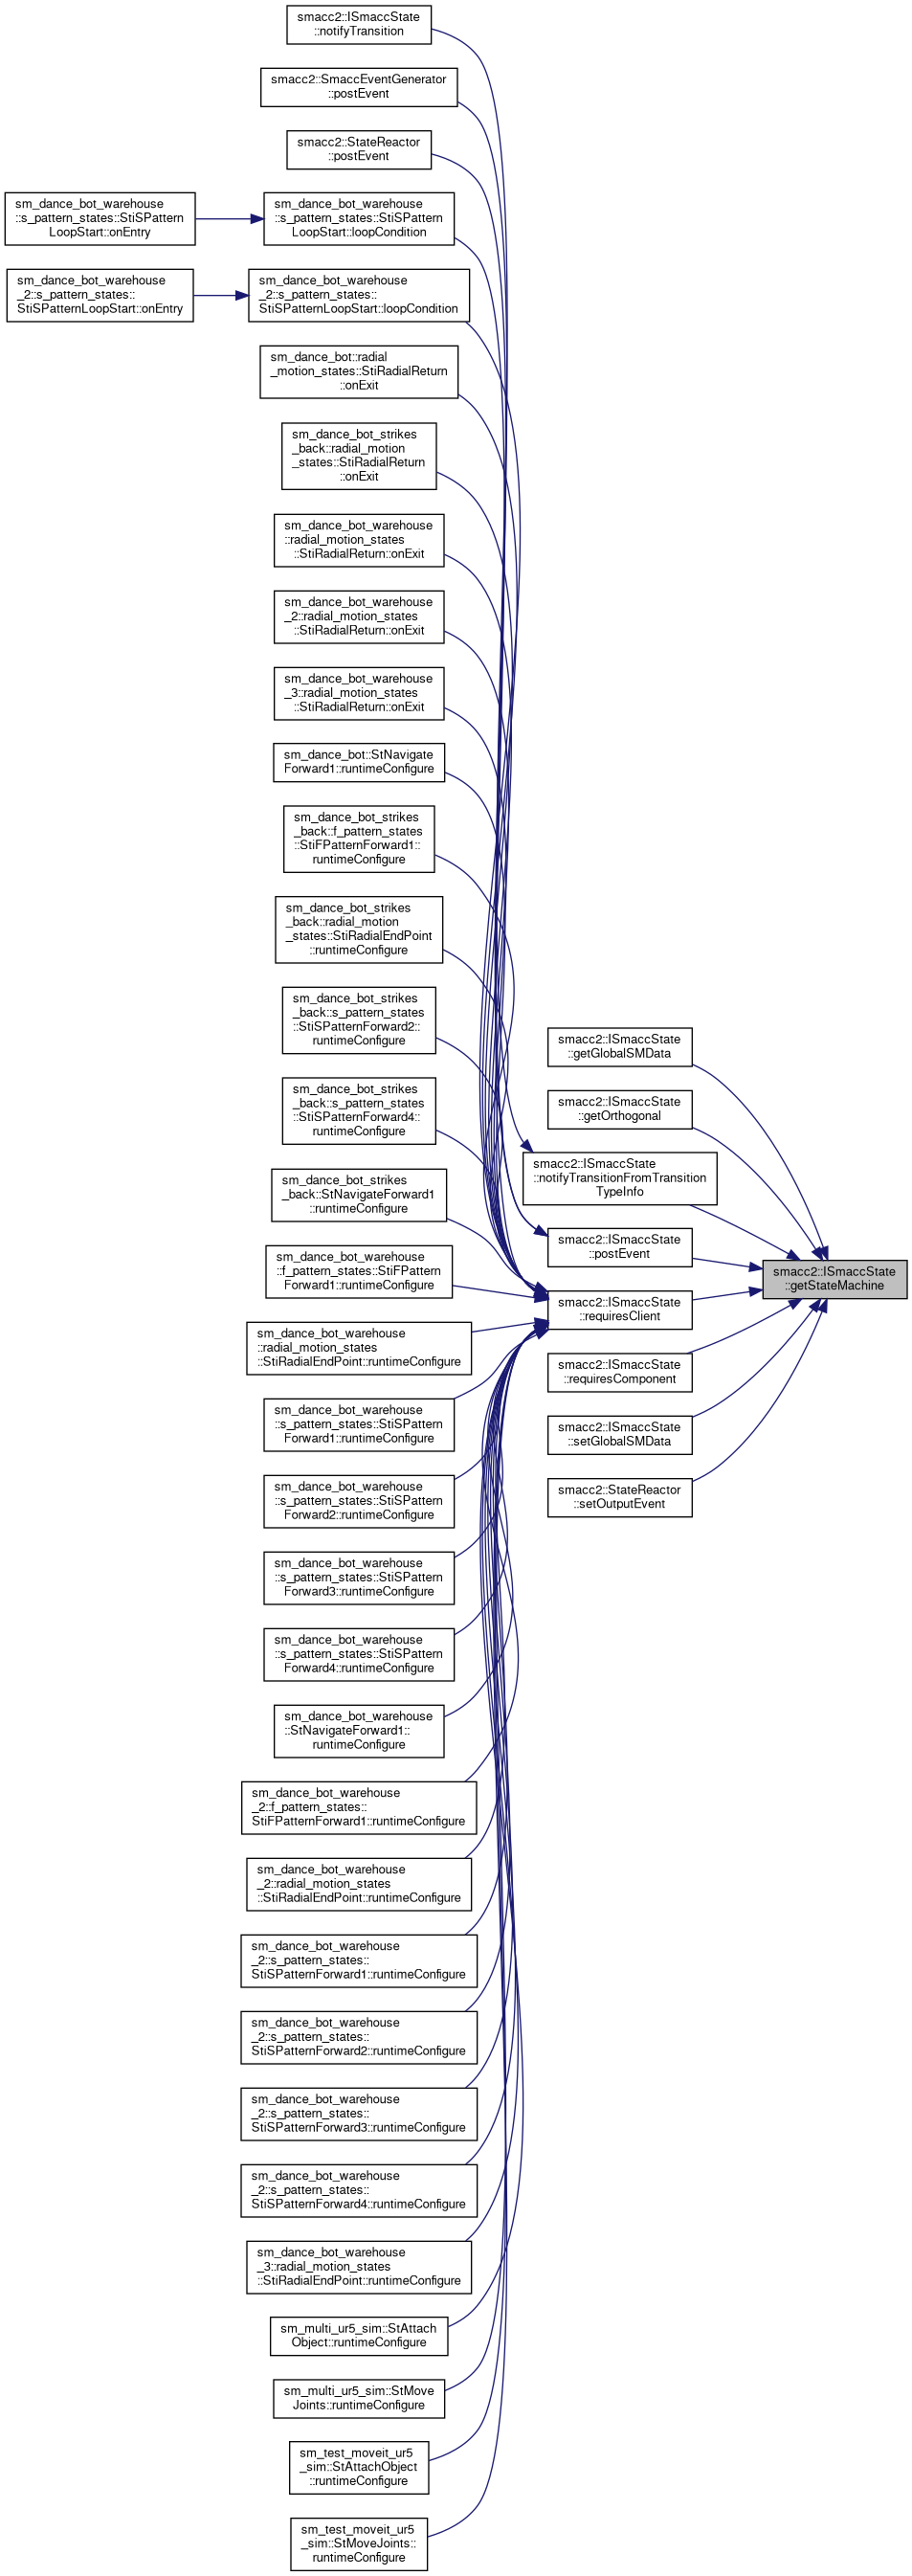 smacc2::ISmaccState
::notifyTransition
smacc2::SmaccEventGenerator
::postEvent
smacc2::StateReactor
::postEvent
sm_dance_bot_warehouse
::s_pattern_states::StiSPattern
LoopStart::onEntry
sm_dance_bot_warehouse
::s_pattern_states::StiSPattern
LoopStart::loopCondition
sm_dance_bot_warehouse
_2::s_pattern_states::
StiSPatternLoopStart::onEntry
sm_dance_bot_warehouse
_2::s_pattern_states::
StiSPatternLoopStart::loopCondition
sm_dance_bot::radial
_motion_states::StiRadialReturn
::onExit
sm_dance_bot_strikes
_back::radial_motion
_states::StiRadialReturn
::onExit
sm_dance_bot_warehouse
::radial_motion_states
::StiRadialReturn::onExit
sm_dance_bot_warehouse
_2::radial_motion_states
::StiRadialReturn::onExit
sm_dance_bot_warehouse
_3::radial_motion_states
::StiRadialReturn::onExit
sm_dance_bot::StNavigate
Forward1::runtimeConfigure
sm_dance_bot_strikes
_back::f_pattern_states
::StiFPatternForward1::
runtimeConfigure
sm_dance_bot_strikes
_back::radial_motion
_states::StiRadialEndPoint
::runtimeConfigure
sm_dance_bot_strikes
_back::s_pattern_states
::StiSPatternForward2::
runtimeConfigure
sm_dance_bot_strikes
_back::s_pattern_states
::StiSPatternForward4::
runtimeConfigure
sm_dance_bot_strikes
_back::StNavigateForward1
::runtimeConfigure
sm_dance_bot_warehouse
::f_pattern_states::StiFPattern
Forward1::runtimeConfigure
sm_dance_bot_warehouse
::radial_motion_states
::StiRadialEndPoint::runtimeConfigure
sm_dance_bot_warehouse
::s_pattern_states::StiSPattern
Forward1::runtimeConfigure
sm_dance_bot_warehouse
::s_pattern_states::StiSPattern
Forward2::runtimeConfigure
sm_dance_bot_warehouse
::s_pattern_states::StiSPattern
Forward3::runtimeConfigure
sm_dance_bot_warehouse
::s_pattern_states::StiSPattern
Forward4::runtimeConfigure
sm_dance_bot_warehouse
::StNavigateForward1::
runtimeConfigure
sm_dance_bot_warehouse
_2::f_pattern_states::
StiFPatternForward1::runtimeConfigure
sm_dance_bot_warehouse
_2::radial_motion_states
::StiRadialEndPoint::runtimeConfigure
sm_dance_bot_warehouse
_2::s_pattern_states::
StiSPatternForward1::runtimeConfigure
sm_dance_bot_warehouse
_2::s_pattern_states::
StiSPatternForward2::runtimeConfigure
sm_dance_bot_warehouse
_2::s_pattern_states::
StiSPatternForward3::runtimeConfigure
sm_dance_bot_warehouse
_2::s_pattern_states::
StiSPatternForward4::runtimeConfigure
sm_dance_bot_warehouse
_3::radial_motion_states
::StiRadialEndPoint::runtimeConfigure
sm_multi_ur5_sim::StAttach
Object::runtimeConfigure
sm_multi_ur5_sim::StMove
Joints::runtimeConfigure
sm_test_moveit_ur5
_sim::StAttachObject
::runtimeConfigure
sm_test_moveit_ur5
_sim::StMoveJoints::
runtimeConfigure
smacc2::ISmaccState
::getGlobalSMData
smacc2::ISmaccState
::getOrthogonal
smacc2::ISmaccState
::notifyTransitionFromTransition
TypeInfo
smacc2::ISmaccState
::postEvent
smacc2::ISmaccState
::requiresClient
smacc2::ISmaccState
::requiresComponent
smacc2::ISmaccState
::setGlobalSMData
smacc2::StateReactor
::setOutputEvent
smacc2::ISmaccState
::getStateMachine